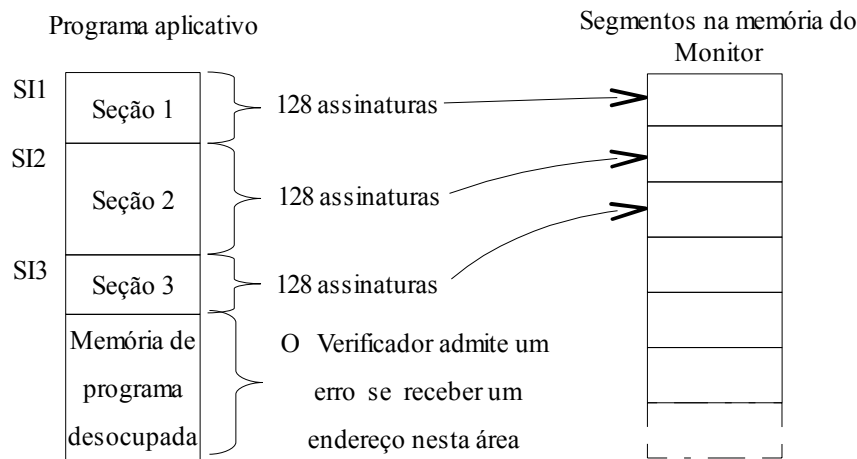 Programa aplicativo
Segmentos na memória do
Monitor
SI1
Seção 1
128 assinaturas
SI2
Seção 2
128 assinaturas
SI3
Seção 3
128 assinaturas
Memória de
programa
desocupada
O Verificador admite um
erro se receber um
endereço nesta área